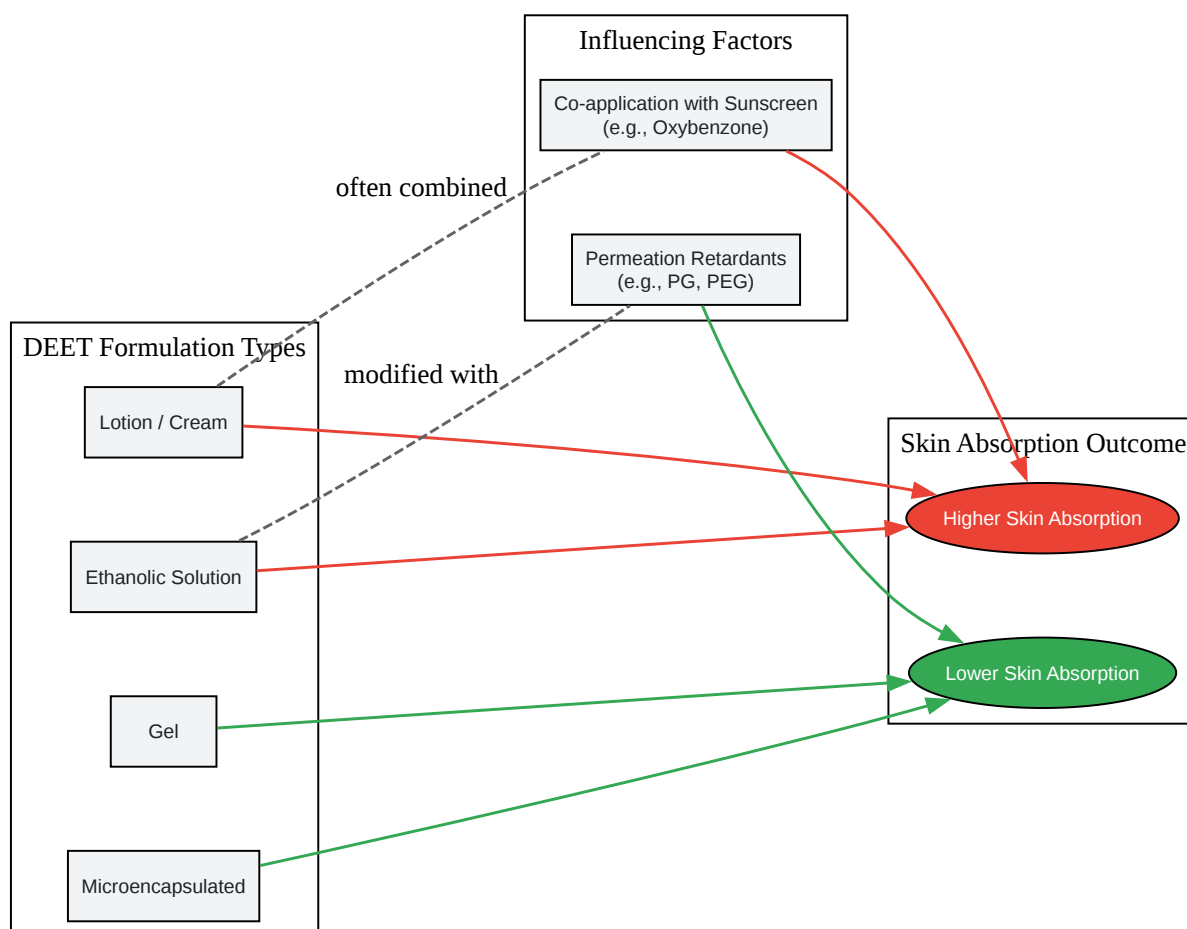 Influencing Factors
Co-application with Sunscreen
(e.g., Oxybenzone)
often combined
Permeation Retardants
(e.g., PG, PEG)
DEET Formulation Types
modified with
Lotion / Cream
Skin Absorption Outcome
Higher Skin Absorption
Ethanolic Solution
Lower Skin Absorption
Gel
Microencapsulated